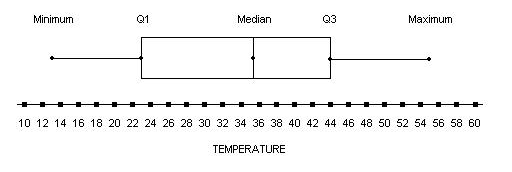 Minimum Q1 Median Q3 Maximum
10 12 14 16 18 20 22 24 26 28 30 32 34 36 38 40 42 44 46 48 50 52 54 56 58 60
TEMPERATURE